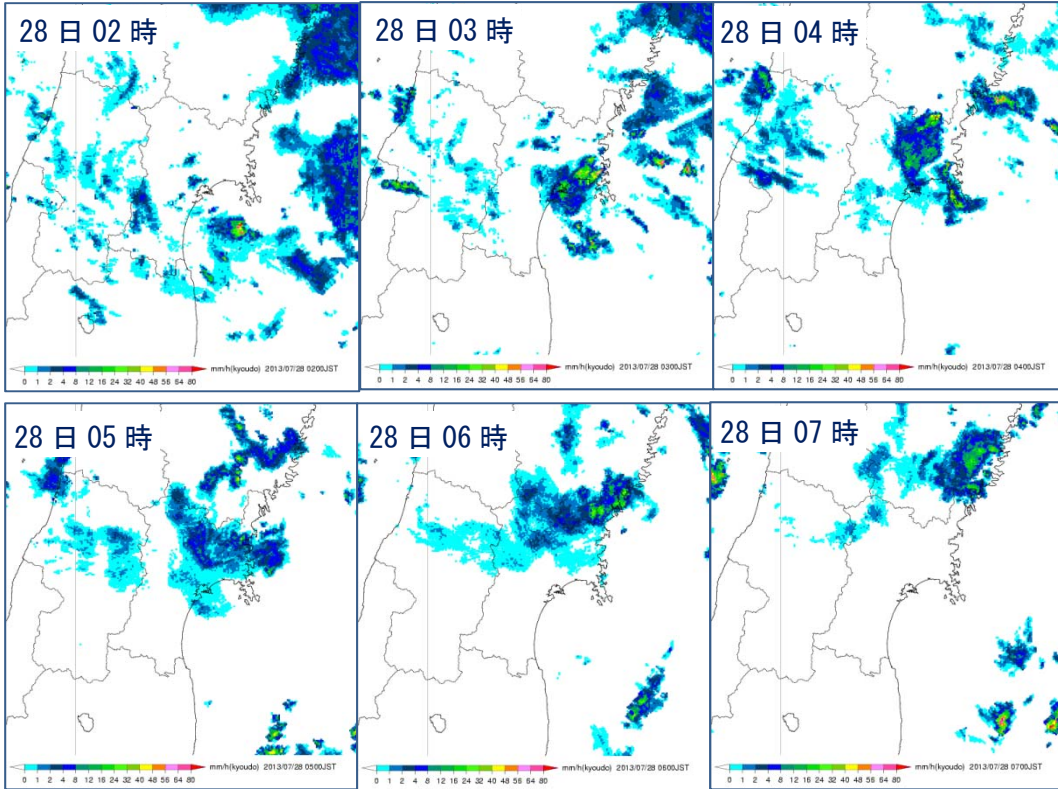 28日02時
28日03時
28日04時
0 1 2 4 8 12 16 24 32 40 48 56 64 80 mm/h(kyoudo) 2013/07/28 0200JST
0 1 2 4 8 12 16 24 32 40 48 56 64 80 mm/h(kyoudo) 2013/07/28 0300JST
0 1 2 4 8 12 16 24 32 40 48 56 64 80 mm/h(kyoudo) 2013/07/28 0400JST
28日05時
28日06時
28日07時
0 1 2 4 8 12 16 24 32 40 48 56 64 80 mm/h(kyoudo) 2013/07/28 0500JST
0 1 2 4 8 12 16 24 32 40 48 56 64 80 mm/h(kyoudo) 2013/07/28 0600JST
0 1 2 4 8 12 16 24 32 40 48 56 64 80 mm/h(kyoudo) 2013/07/28 0700JST